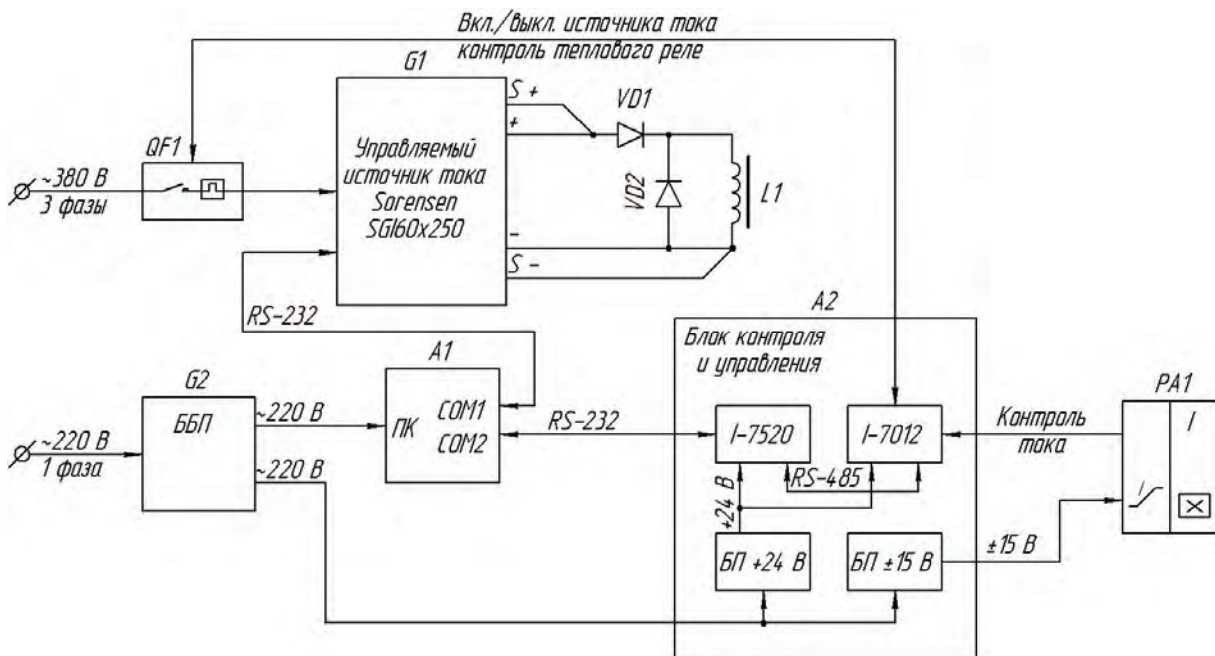 Вкл./выкл. источника тока
контроль теплового реле
G1
S +
+
VD1
QF1
Управляемый
источник тока
Sorensen
SGI60x250
~380 В
3 фазы
VD2
L1
-
S -
RS-232
A2
A1
Блок контроля
и управления
G2
PA1
ББП
~220 В
ПК
COM1
COM2
RS-232
I-7520
I-7012
Контроль
тока
I
~220 В
1 фаза
~220 В
RS-485
+24 В
БП +24 В
БП ±15 В
±15 В
I
X